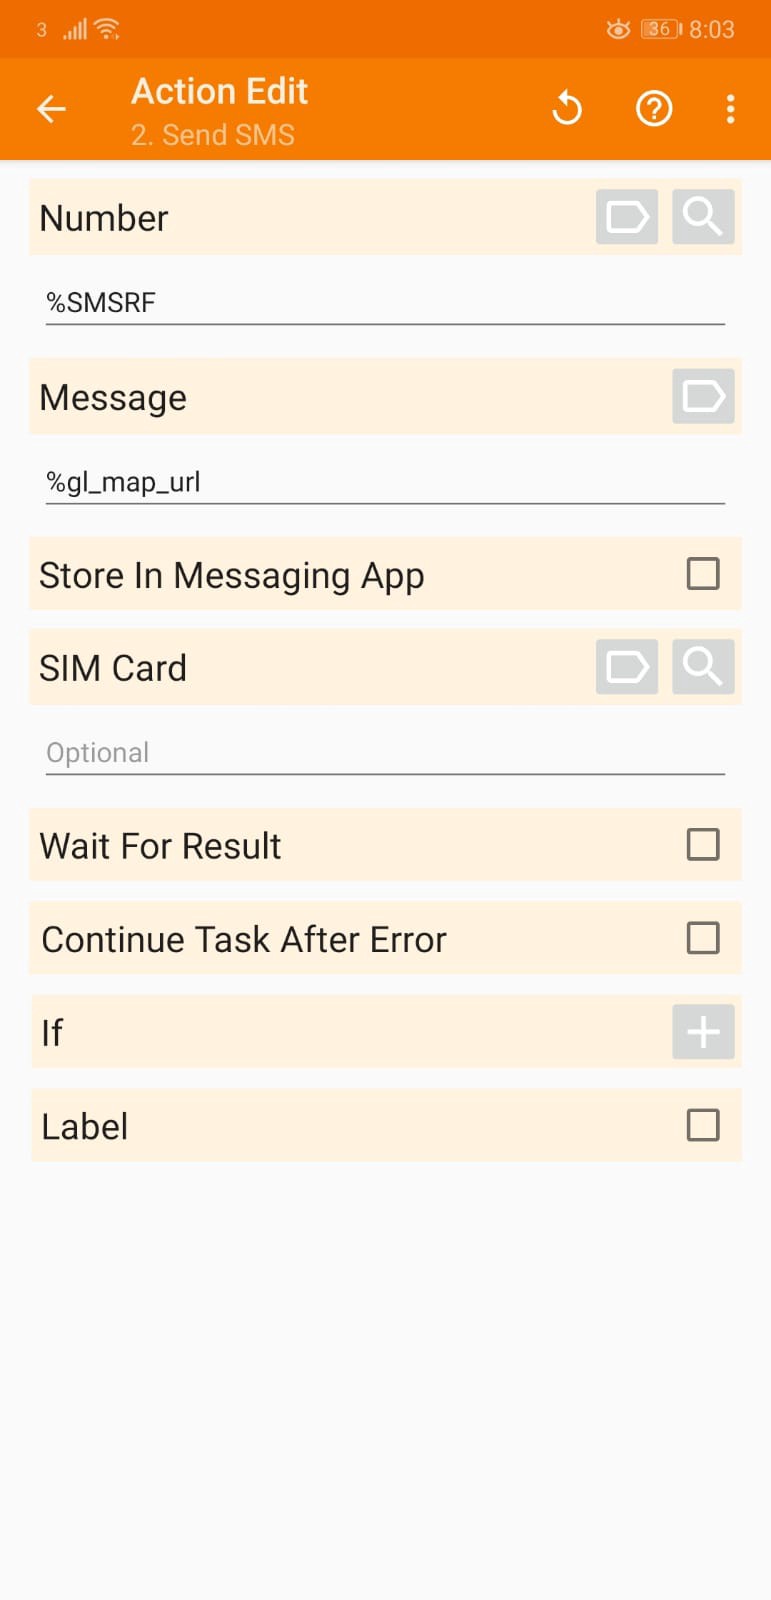 3 36 8:03
Action Edit
2. Send SMS
Number
%SMSRF
Message
%gl_map_url
Store In Messaging App
SIM Card
Optional
Wait For Result
Continue Task After Error
If
Label